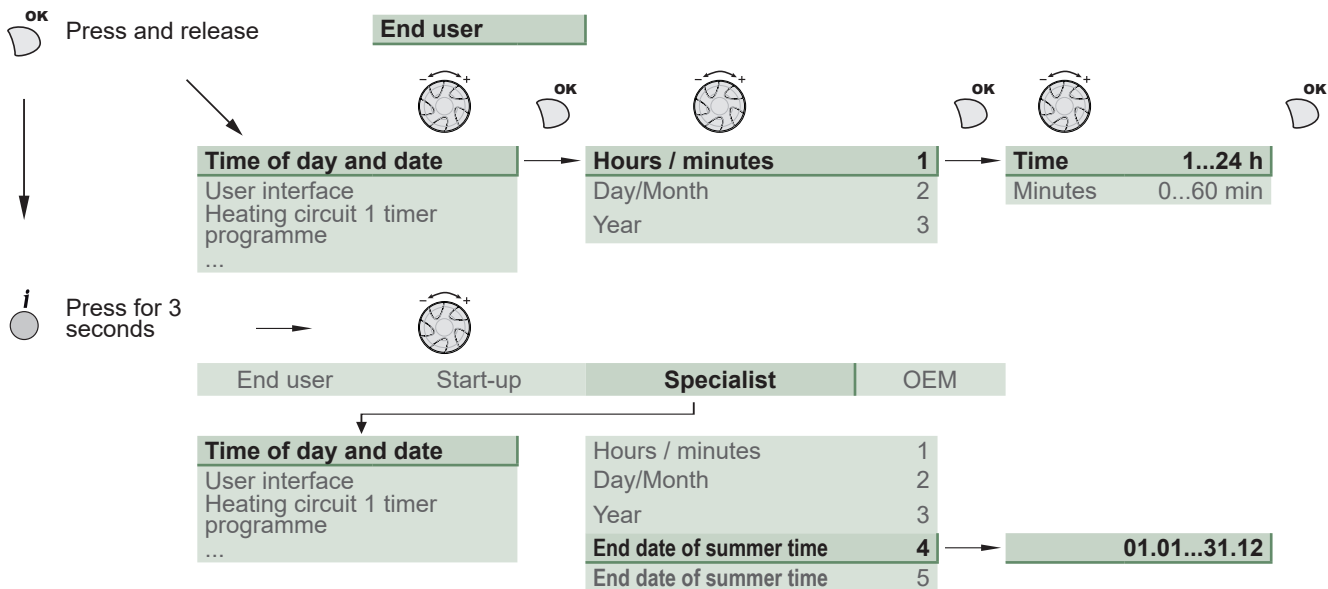 OK
Press and release
End user
- +
OK
- +
OK
- +
OK
Time of day and date
Hours / minutes 1
Time 1...24 h
User interface
Day/Month 2
Minutes 0...60 min
Heating circuit 1 timer
programme
Year 3
...
i
Press for 3
seconds
- +
End user Start-up Specialist OEM
Time of day and date
Hours / minutes 1
User interface
Day/Month 2
Heating circuit 1 timer
programme
Year 3
...
End date of summer time 4
01.01...31.12
End date of summer time 5